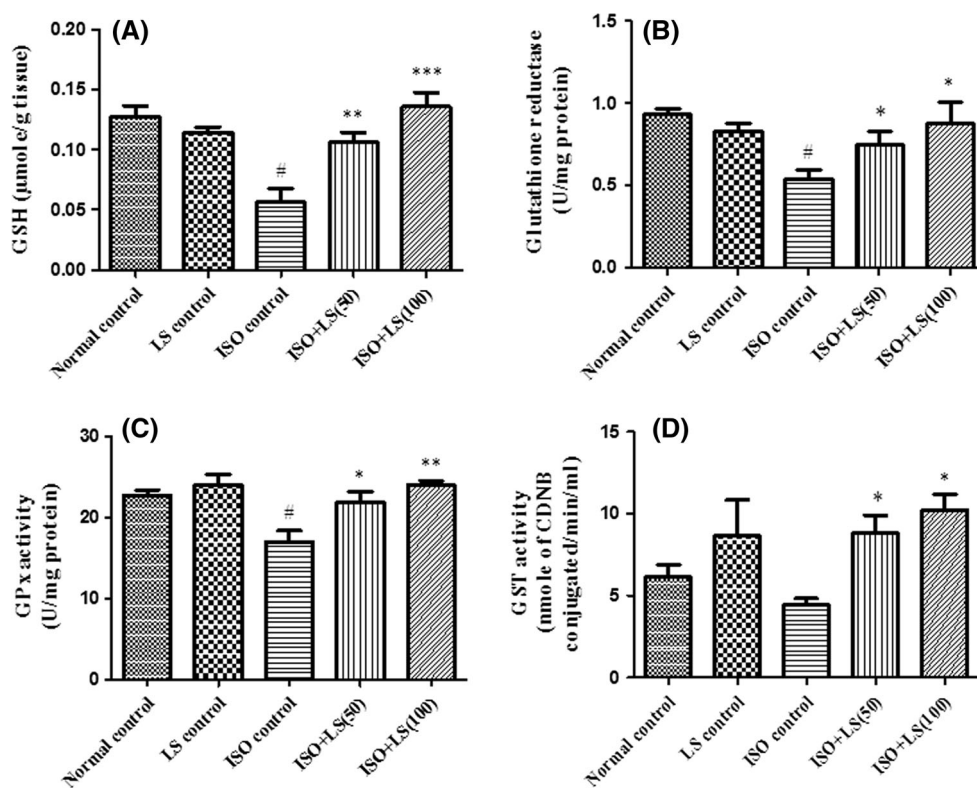 (A)
GSH (µmole/g tissue)
0.20
0.15
0.10
0.05
0.00
#
**
***
Normal control
LS control
ISO control
ISO+LS(50)
ISO+LS(100)
(B)
Glutathione reductase
(U/mg protein)
1.5
1.0
0.5
0.0
#
*
*
Normal control
LS control
ISO control
ISO+LS(50)
ISO+LS(100)
(C)
GPx activity
(U/mg protein)
30
20
10
0
#
*
**
Normal control
LS control
ISO control
ISO+LS(50)
ISO+LS(100)
(D)
GST activity
(nmole of CDNB
conjugated/min/ml)
15
10
5
0
*
*
Normal control
LS control
ISO control
ISO+LS(50)
ISO+LS(100)